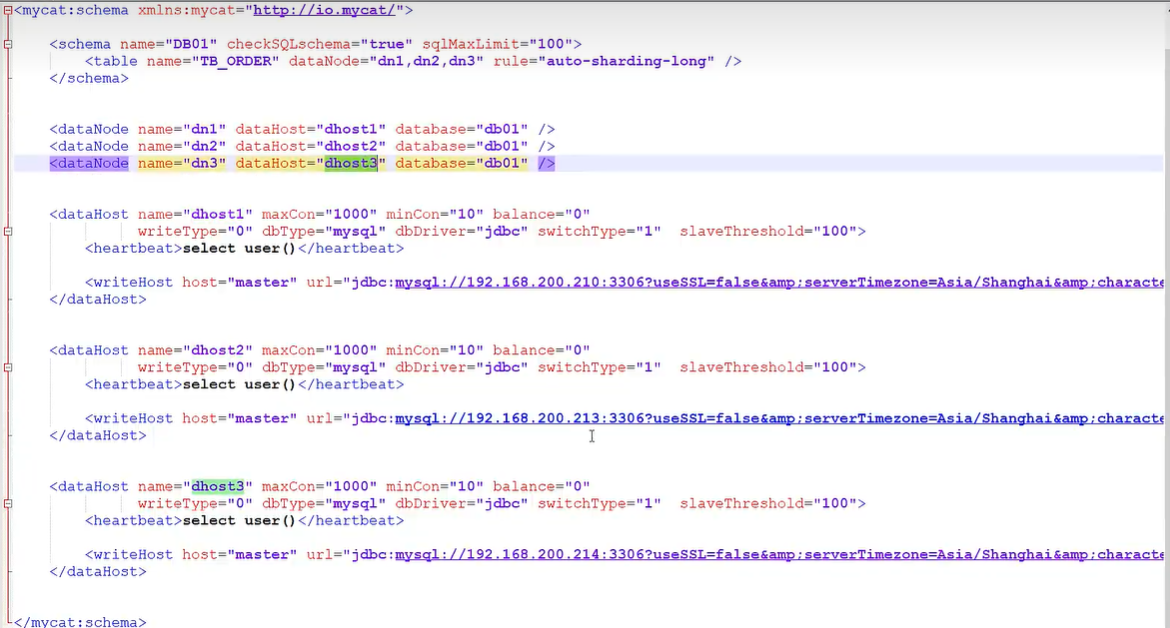 <mycat:schema xmlns:mycat="http://io.mycat/">
<schema name="DB01" checkSQLschema="true" sqlMaxLimit="100">
<table name="TB_ORDER" dataNode="dn1,dn2,dn3" rule="auto-sharding-long" />
</schema>
<dataNode name="dn1" dataHost="dhost1" database="db01" />
<dataNode name="dn2" dataHost="dhost2" database="db01" />
<dataNode name="dn3" dataHost="dhost3" database="db01" />
<dataHost name="dhost1" maxCon="1000" minCon="10" balance="0"
writeType="0" dbType="mysql" dbDriver="jdbc" switchType="1" slaveThreshold="100">
<heartbeat>select user()</heartbeat>
<writeHost host="master" url="jdbc:mysql://192.168.200.210:3306?useSSL=false&amp;serverTimezone=Asia/Shanghai&amp;characte
</dataHost>
<dataHost name="dhost2" maxCon="1000" minCon="10" balance="0"
writeType="0" dbType="mysql" dbDriver="jdbc" switchType="1" slaveThreshold="100">
<heartbeat>select user()</heartbeat>
<writeHost host="master" url="jdbc:mysql://192.168.200.213:3306?useSSL=false&amp;serverTimezone=Asia/Shanghai&amp;characte
</dataHost>
<dataHost name="dhost3" maxCon="1000" minCon="10" balance="0"
writeType="0" dbType="mysql" dbDriver="jdbc" switchType="1" slaveThreshold="100">
<heartbeat>select user()</heartbeat>
<writeHost host="master" url="jdbc:mysql://192.168.200.214:3306?useSSL=false&amp;serverTimezone=Asia/Shanghai&amp;characte
</dataHost>
</mycat:schema>